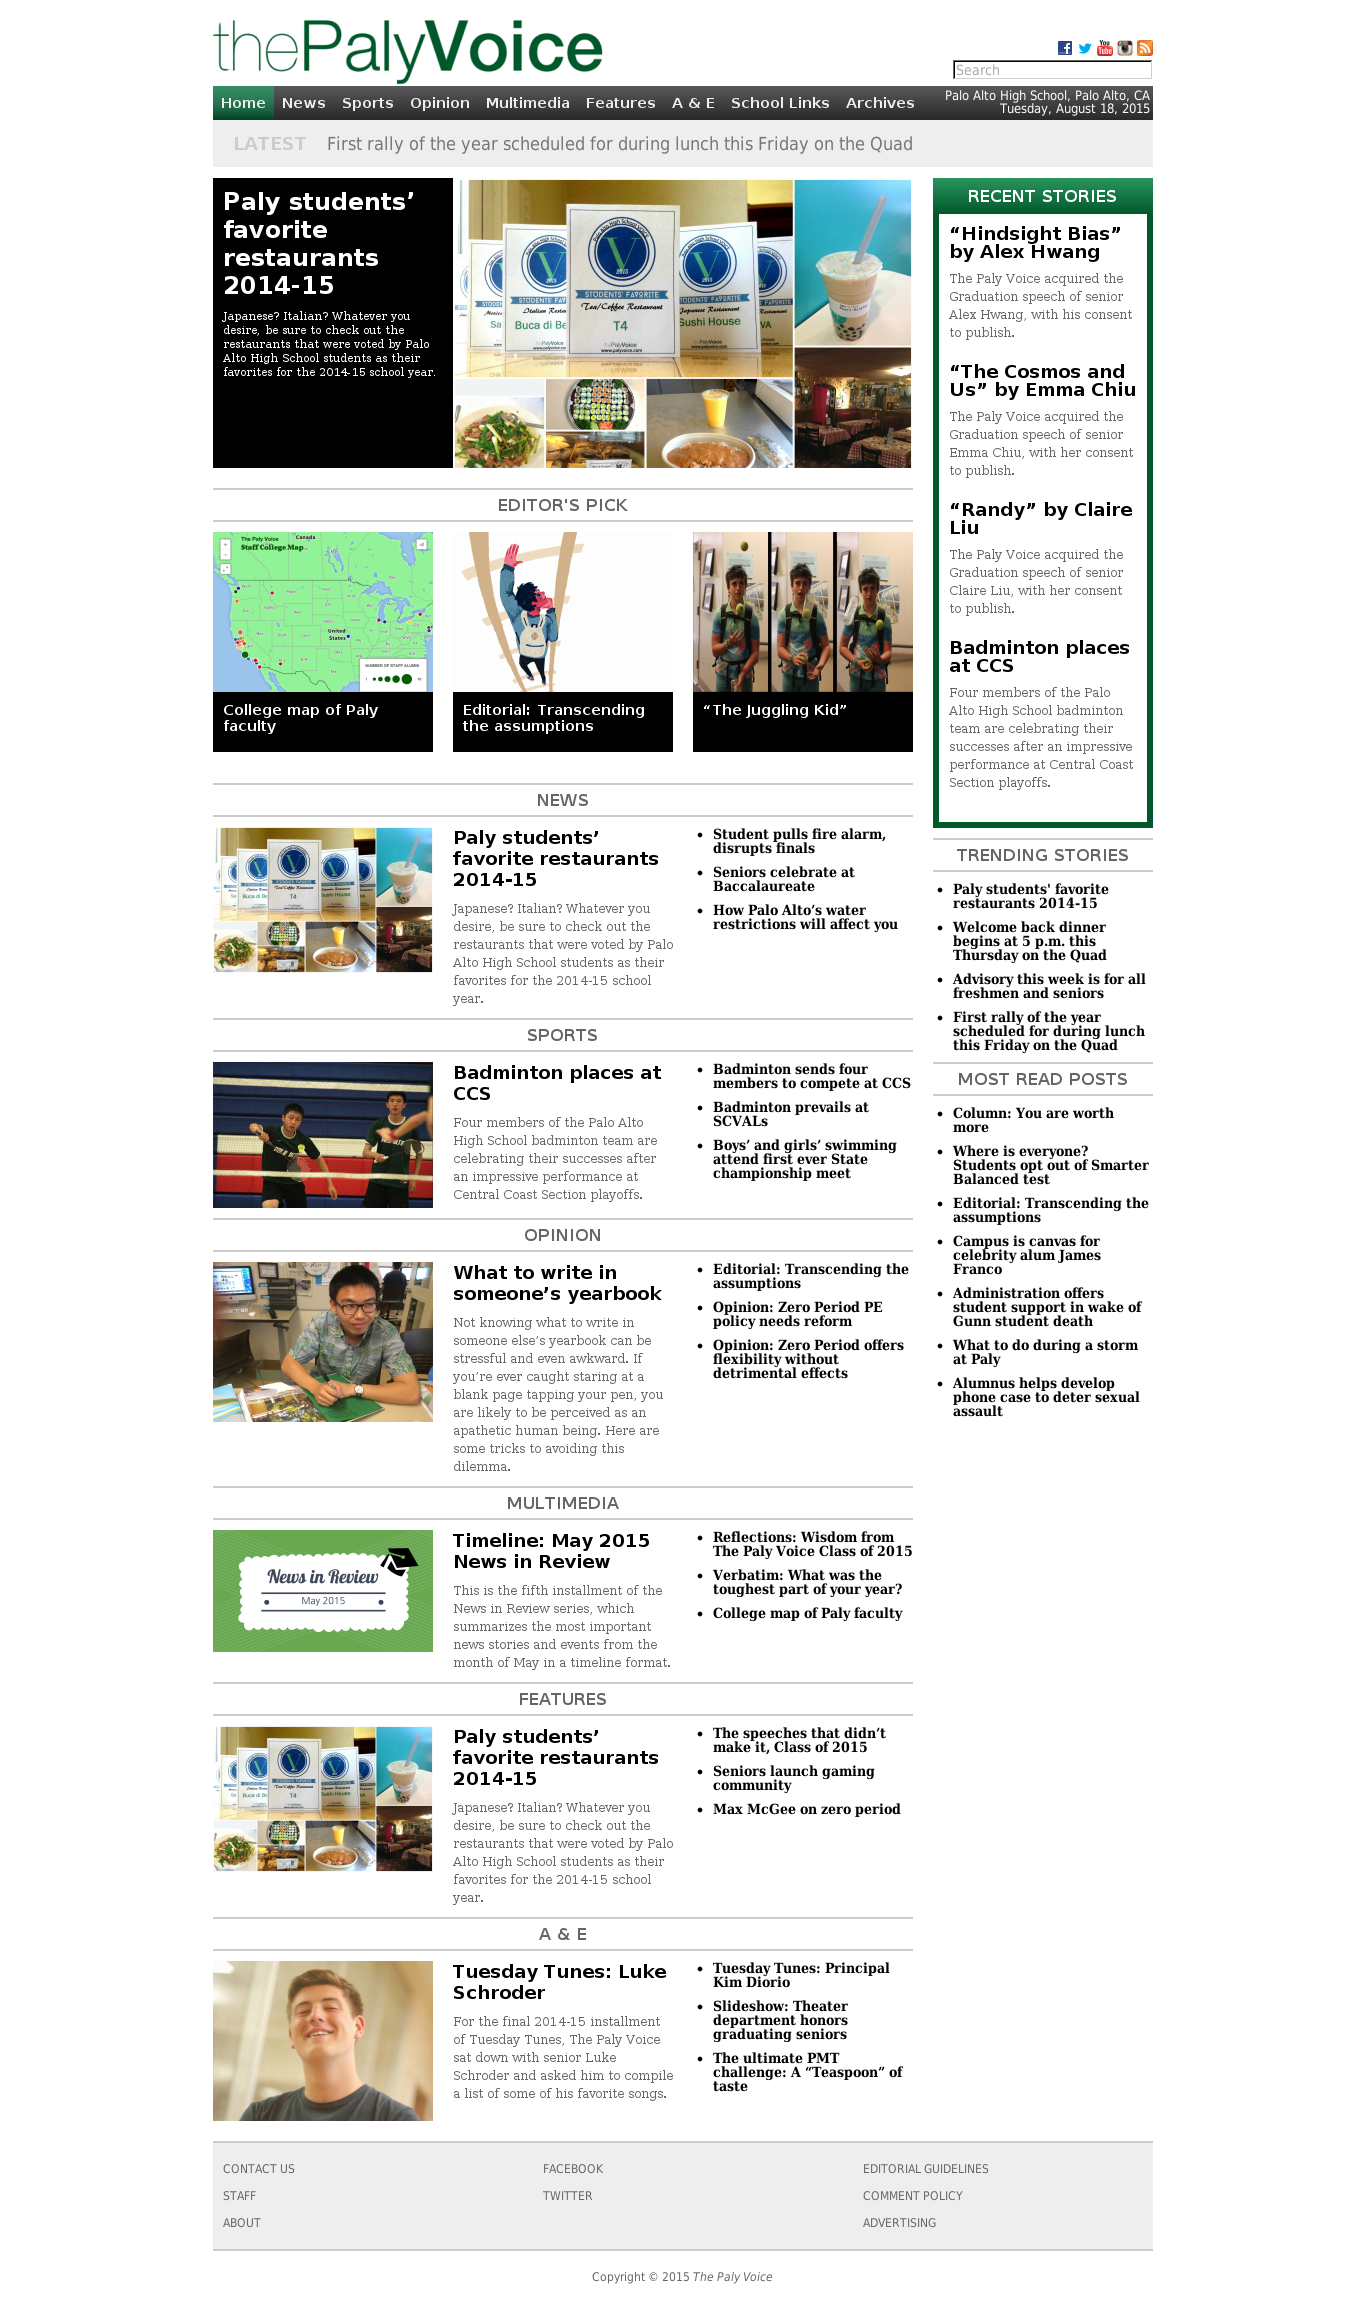 thePalyVoice
Search
Home News Sports Opinion Multimedia Features A & E School Links Archives
Palo Alto High School, Palo Alto, CA
Tuesday, August 18, 2015
LATEST First rally of the year scheduled for during lunch this Friday on the Quad
Paly students’
favorite
restaurants
2014-15
Japanese? Italian? Whatever you
desire, be sure to check out the
restaurants that were voted by Palo
Alto High School students as their
favorites for the 2014-15 school year.
V
2015
STUDENTS' FAVORITE
Tea/Coffee Restaurant
T4
Buca di Be
Sushi House
www.palyvoice.com
EDITOR'S PICK
The Paly Voice
Staff College Map
Canada
United
States
NUMBER OF STAFF ALUMNI
College map of Paly
faculty
Editorial: Transcending
the assumptions
“The Juggling Kid”
NEWS
Paly students’
favorite restaurants
2014-15
Japanese? Italian? Whatever you
desire, be sure to check out the
restaurants that were voted by Palo
Alto High School students as their
favorites for the 2014-15 school
year.
Student pulls fire alarm,
disrupts finals
Seniors celebrate at
Baccalaureate
How Palo Alto’s water
restrictions will affect you
SPORTS
Badminton places at
CCS
Four members of the Palo Alto
High School badminton team are
celebrating their successes after
an impressive performance at
Central Coast Section playoffs.
Badminton sends four
members to compete at CCS
Badminton prevails at
SCVALs
Boys’ and girls’ swimming
attend first ever State
championship meet
OPINION
What to write in
someone’s yearbook
Not knowing what to write in
someone else’s yearbook can be
stressful and even awkward. If
you’re ever caught staring at a
blank page tapping your pen, you
are likely to be perceived as an
apathetic human being. Here are
some tricks to avoiding this
dilemma.
Editorial: Transcending the
assumptions
Opinion: Zero Period PE
policy needs reform
Opinion: Zero Period offers
flexibility without
detrimental effects
MULTIMEDIA
News in Review
May 2015
Timeline: May 2015
News in Review
This is the fifth installment of the
News in Review series, which
summarizes the most important
news stories and events from the
month of May in a timeline format.
Reflections: Wisdom from
The Paly Voice Class of 2015
Verbatim: What was the
toughest part of your year?
College map of Paly faculty
FEATURES
Paly students’
favorite restaurants
2014-15
Japanese? Italian? Whatever you
desire, be sure to check out the
restaurants that were voted by Palo
Alto High School students as their
favorites for the 2014-15 school
year.
The speeches that didn’t
make it, Class of 2015
Seniors launch gaming
community
Max McGee on zero period
A & E
Tuesday Tunes: Luke
Schroder
For the final 2014-15 installment
of Tuesday Tunes, The Paly Voice
sat down with senior Luke
Schroder and asked him to compile
a list of some of his favorite songs.
Tuesday Tunes: Principal
Kim Diorio
Slideshow: Theater
department honors
graduating seniors
The ultimate PMT
challenge: A “Teaspoon” of
taste
RECENT STORIES
“Hindsight Bias”
by Alex Hwang
The Paly Voice acquired the
Graduation speech of senior
Alex Hwang, with his consent
to publish.
“The Cosmos and
Us” by Emma Chiu
The Paly Voice acquired the
Graduation speech of senior
Emma Chiu, with her consent
to publish.
“Randy” by Claire
Liu
The Paly Voice acquired the
Graduation speech of senior
Claire Liu, with her consent
to publish.
Badminton places
at CCS
Four members of the Palo
Alto High School badminton
team are celebrating their
successes after an impressive
performance at Central Coast
Section playoffs.
TRENDING STORIES
Paly students' favorite
restaurants 2014-15
Welcome back dinner
begins at 5 p.m. this
Thursday on the Quad
Advisory this week is for all
freshmen and seniors
First rally of the year
scheduled for during lunch
this Friday on the Quad
MOST READ POSTS
Column: You are worth
more
Where is everyone?
Students opt out of Smarter
Balanced test
Editorial: Transcending the
assumptions
Campus is canvas for
celebrity alum James
Franco
Administration offers
student support in wake of
Gunn student death
What to do during a storm
at Paly
Alumnus helps develop
phone case to deter sexual
assault
CONTACT US
STAFF
ABOUT
FACEBOOK
TWITTER
EDITORIAL GUIDELINES
COMMENT POLICY
ADVERTISING
Copyright © 2015 The Paly Voice